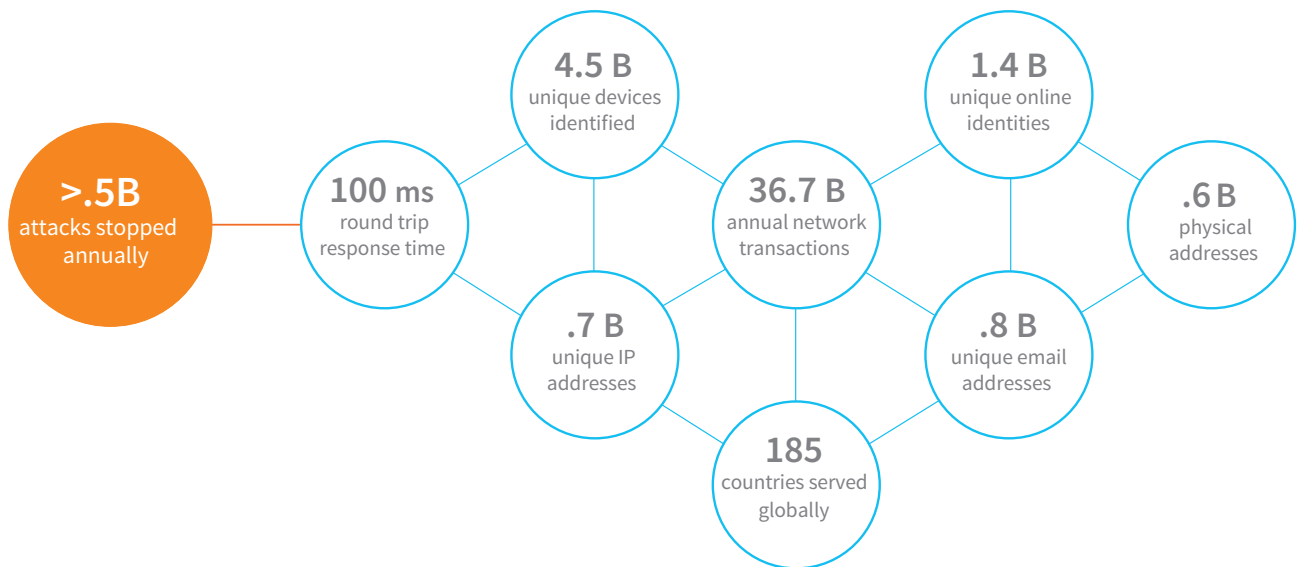 >.5B
attacks stopped
annually
100 ms
round trip
response time
4.5 B
unique devices
identified
.7 B
unique IP
addresses
36.7 B
annual network
transactions
185
countries served
globally
1.4 B
unique online
identities
.8 B
unique email
addresses
.6 B
physical
addresses